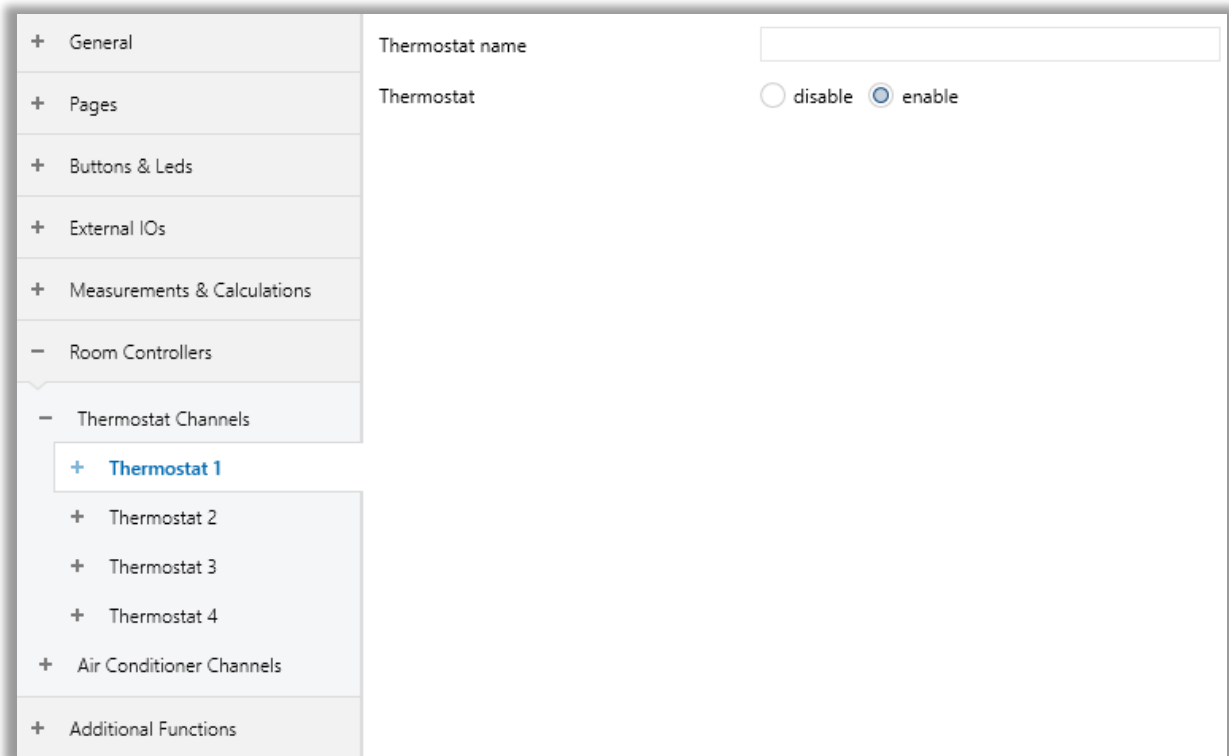 General
Pages
Buttons & Leds
External IOs
Measurements & Calculations
Room Controllers
Thermostat Channels
Thermostat 1
Thermostat 2
Thermostat 3
Thermostat 4
Air Conditioner Channels
Additional Functions
Thermostat name
Thermostat disable enable